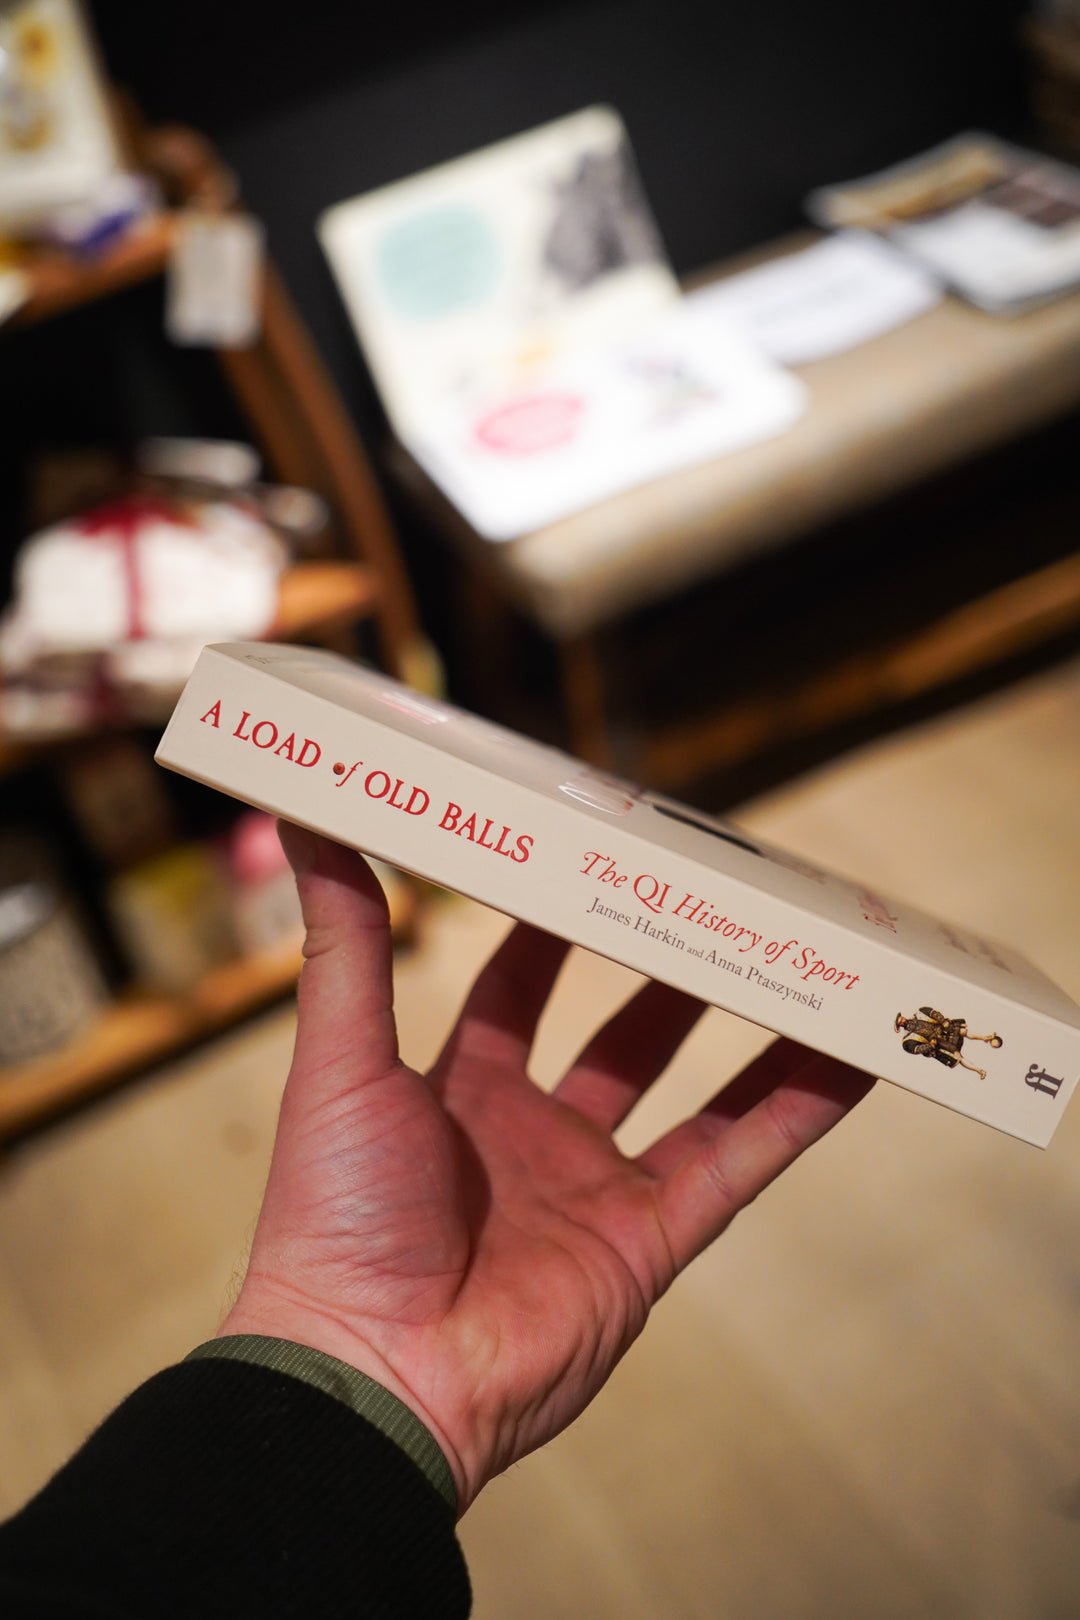 A LOAD of OLD BALLS
The QI History of Sport
James Harkin and Anna Ptaszynski
ff